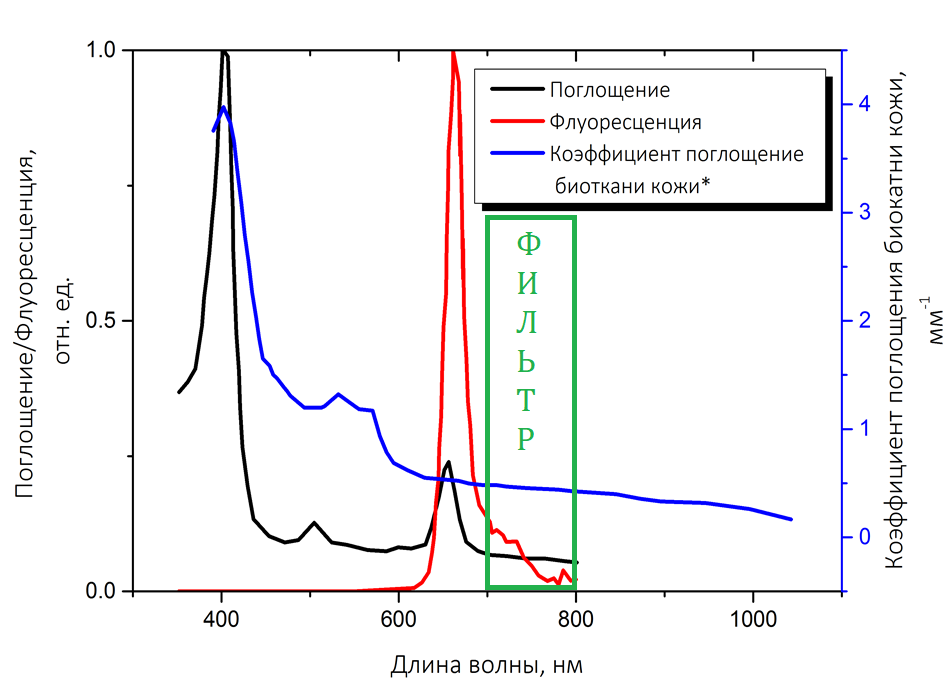 Поглощение/Флуоресценция,
отн. ед.
1.0
0.5
0.0
400
600
800
1000
Длина волны, нм
Поглощение
Флуоресценция
Коэффициент поглощение
биоткани кожи*
Ф
И
Л
Ь
Т
Р
4
3
2
1
0
Коэффициент поглощения биокатни кожи,
мм-1